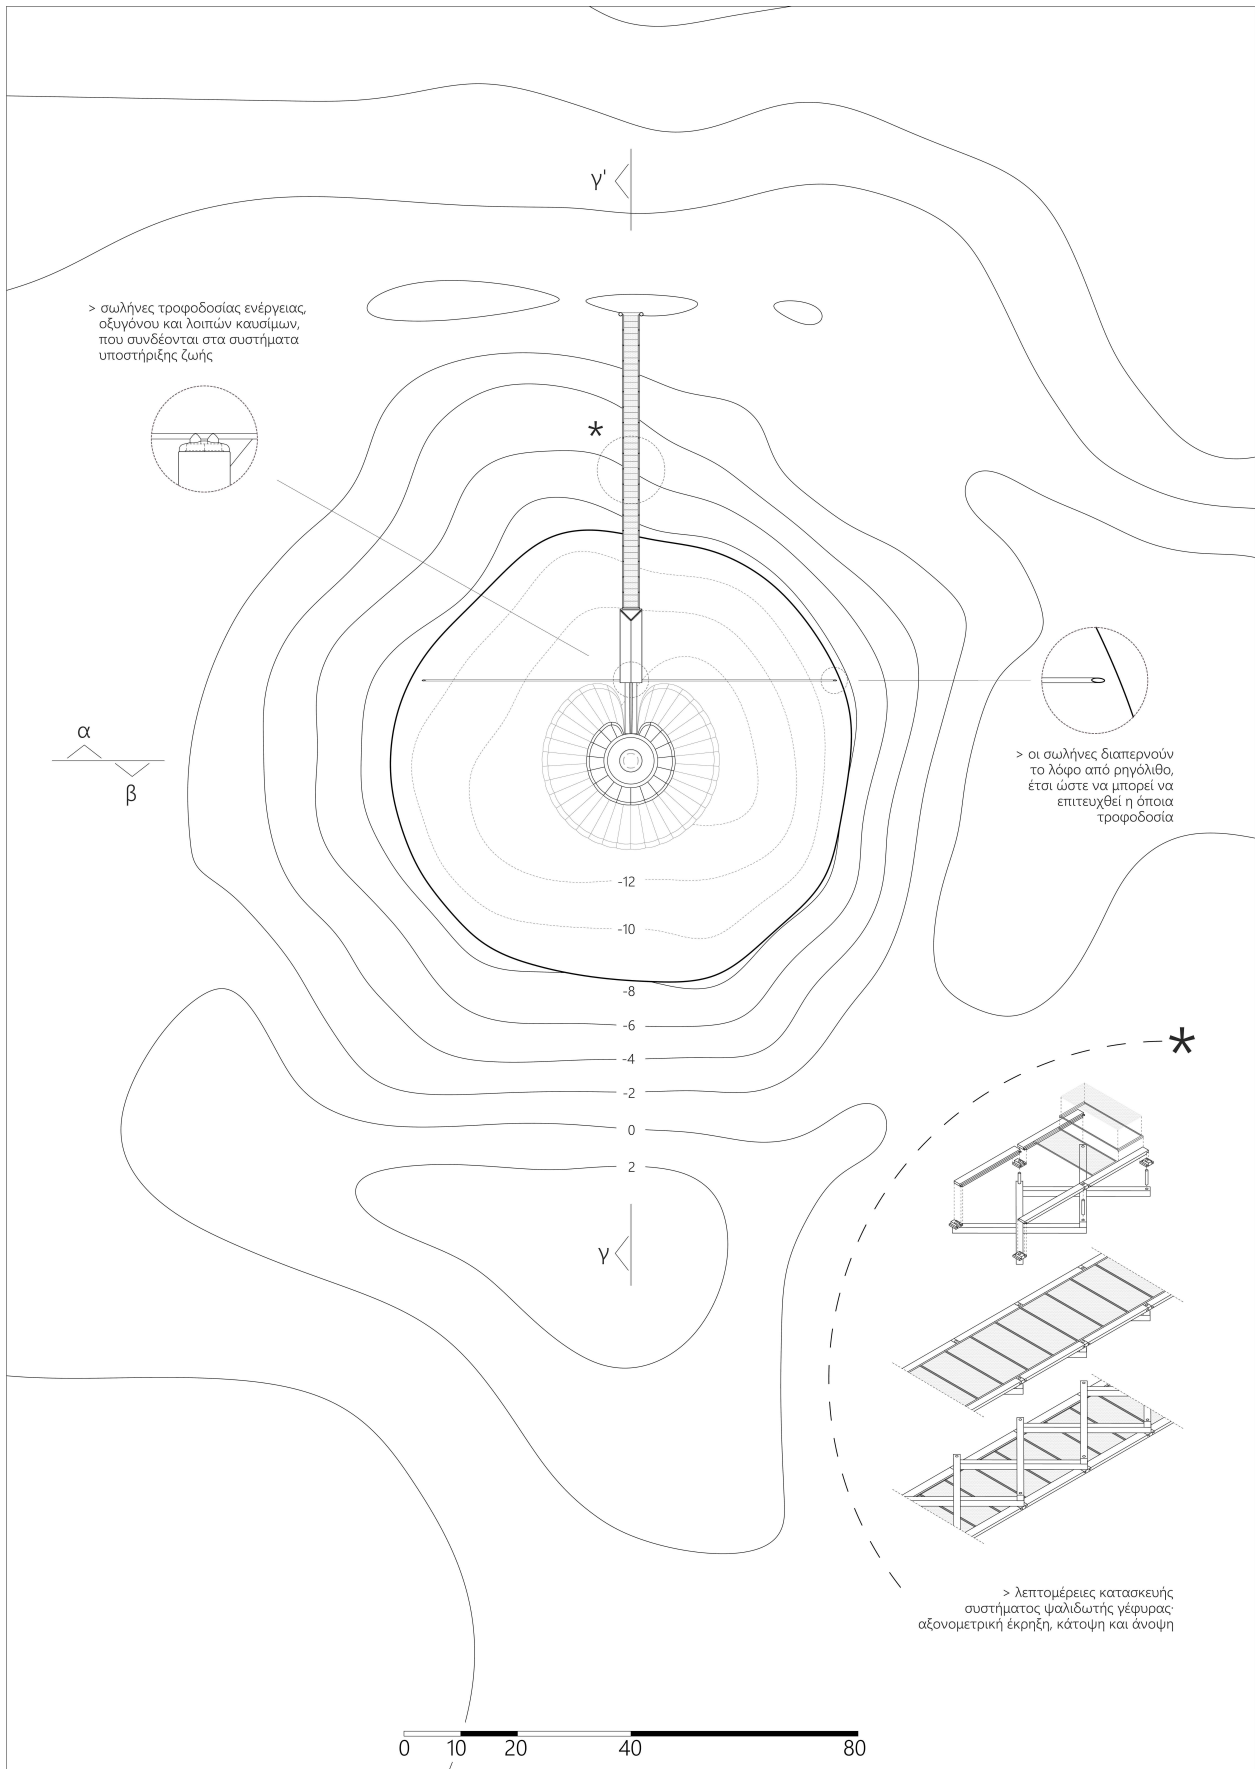 γ'
> σωλήνες τροφοδοσίας ενέργειας,
οξυγόνου και λοιπών καυσίμων,
που συνδέονται στα συστήματα
υποστήριξης ζωής
*
α
β
> οι σωλήνες διαπερνούν
το λόφο από ρηγόλιθο,
έτσι ώστε να μπορεί να
επιτευχθεί η όποια
τροφοδοσία
-12
-10
-8
-6
-4
-2
0
2
γ
*
> λεπτομέρειες κατασκευής
συστήματος ψαλιδωτής γέφυρας·
αξονομετρική έκρηξη, κάτοψη και άνοψη
0 10 20 40 80